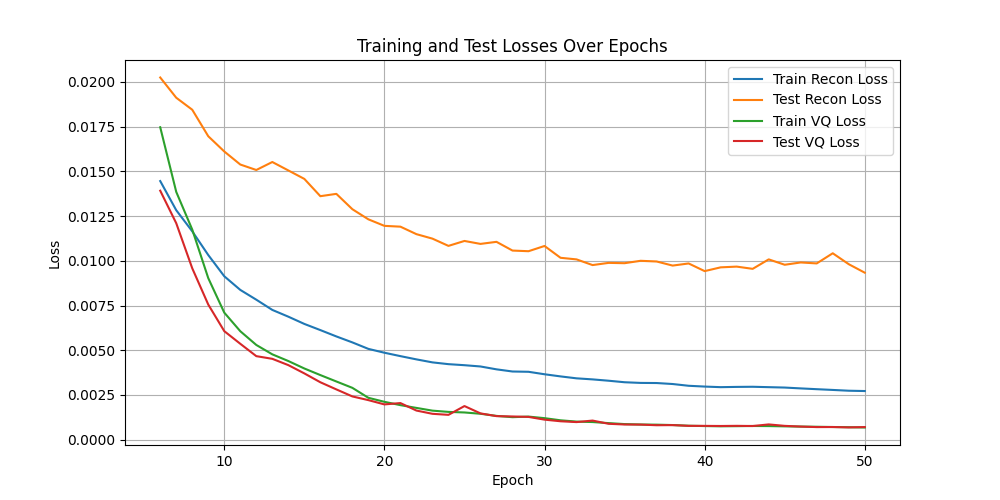 Training and Test Losses Over Epochs
Train Recon Loss
Test Recon Loss
Train VQ Loss
Test VQ Loss
0.0200
0.0175
0.0150
0.0125
0.0100
0.0075
0.0050
0.0025
0.0000
Loss
10
20
30
40
50
Epoch